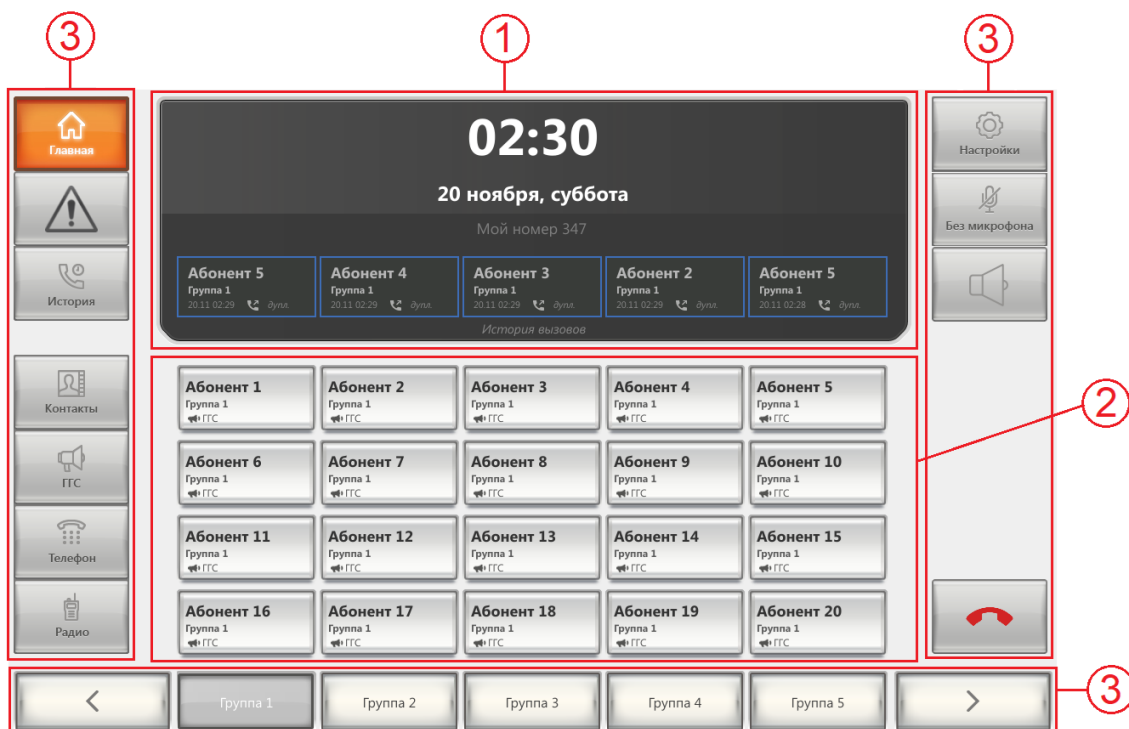 3
1
3
Главная
История
Контакты
ГГС
Телефон
Радио
02:30
20 ноября, суббота
Мой номер 347
Абонент 5
Группа 1
20.11 02:29 дупл.
Абонент 4
Группа 1
20.11 02:29 дупл.
Абонент 3
Группа 1
20.11 02:29 дупл.
Абонент 2
Группа 1
20.11 02:29 дупл.
Абонент 5
Группа 1
20.11 02:28 дупл.
История вызовов
Настройки
Без микрофона
Абонент 1
Группа 1
ГГС
Абонент 2
Группа 1
ГГС
Абонент 3
Группа 1
ГГС
Абонент 4
Группа 1
ГГС
Абонент 5
Группа 1
ГГС
2
Абонент 6
Группа 1
ГГС
Абонент 7
Группа 1
ГГС
Абонент 8
Группа 1
ГГС
Абонент 9
Группа 1
ГГС
Абонент 10
Группа 1
ГГС
Абонент 11
Группа 1
ГГС
Абонент 12
Группа 1
ГГС
Абонент 13
Группа 1
ГГС
Абонент 14
Группа 1
ГГС
Абонент 15
Группа 1
ГГС
Абонент 16
Группа 1
ГГС
Абонент 17
Группа 1
ГГС
Абонент 18
Группа 1
ГГС
Абонент 19
Группа 1
ГГС
Абонент 20
Группа 1
ГГС
Группа 1
Группа 2
Группа 3
Группа 4
Группа 5
3